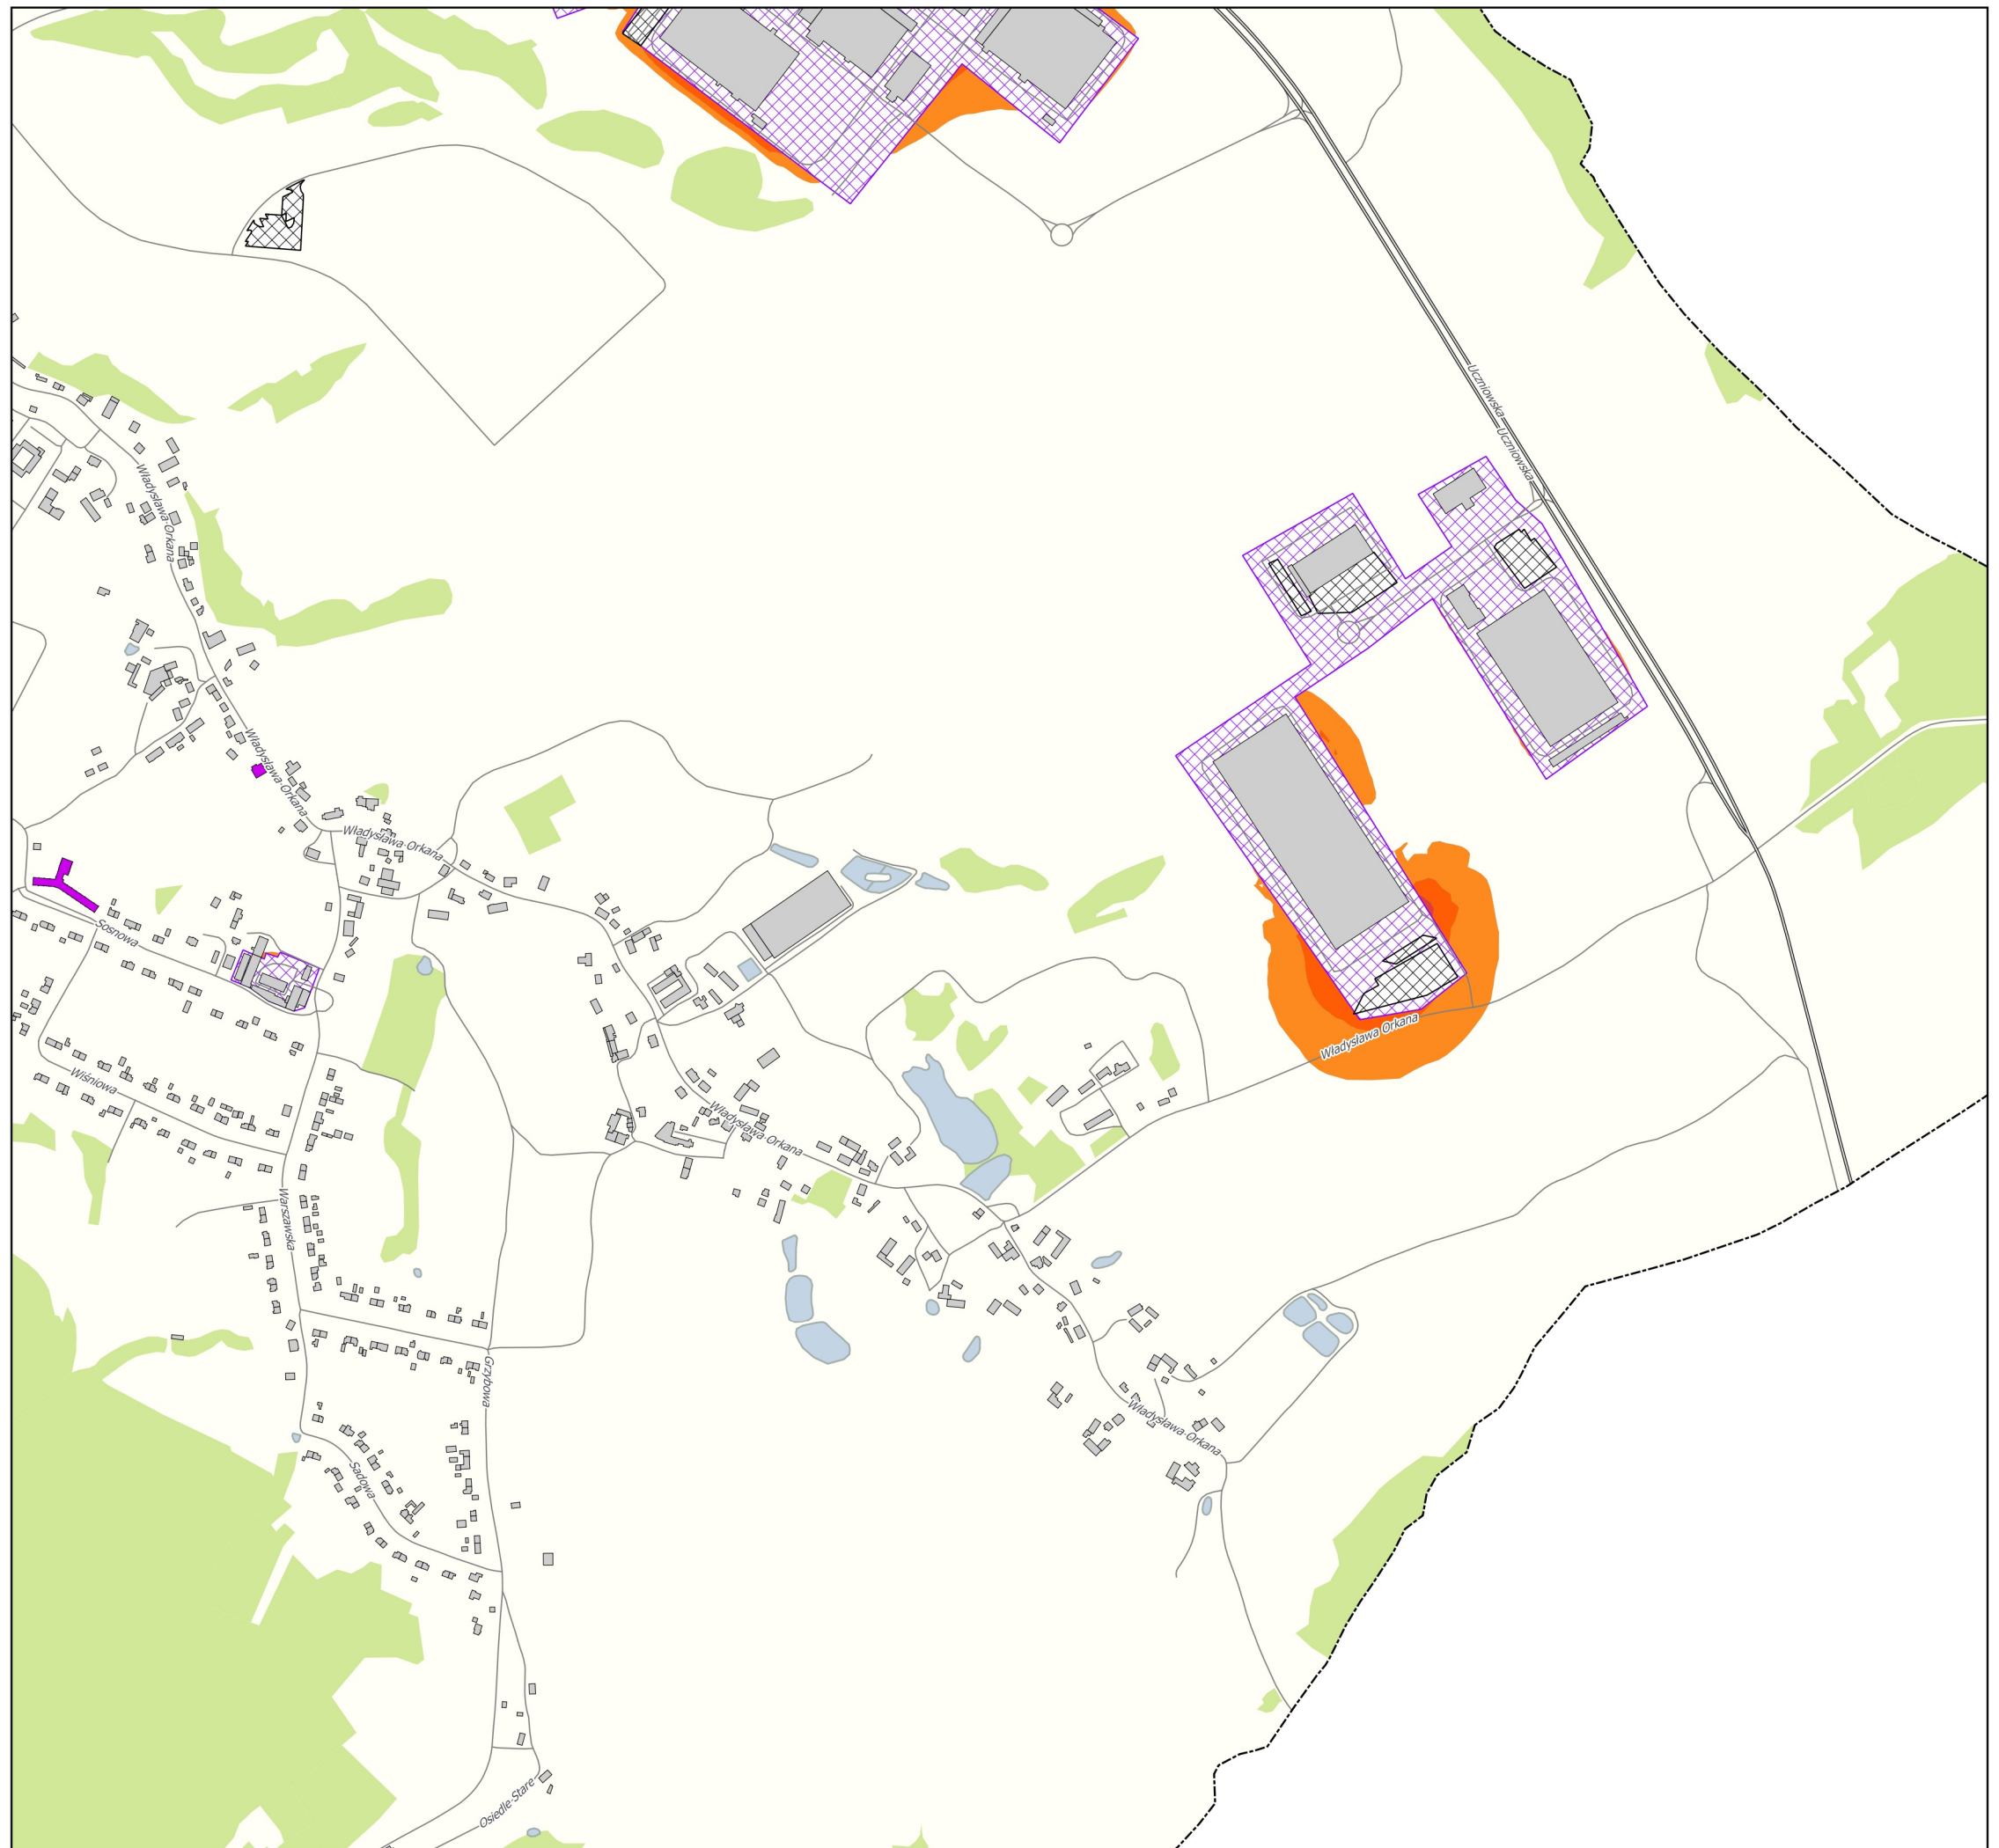 Uczniowska
Uczniowska
Władysława Orkana
Władysława Orkana
Władysława Orkana
Sosnowa
Władysława Orkana
Wiśniowa
Władysława Orkana
Warszawska
Grzybowa
Władysława Orkana
Sadowa
Osiedle Stare